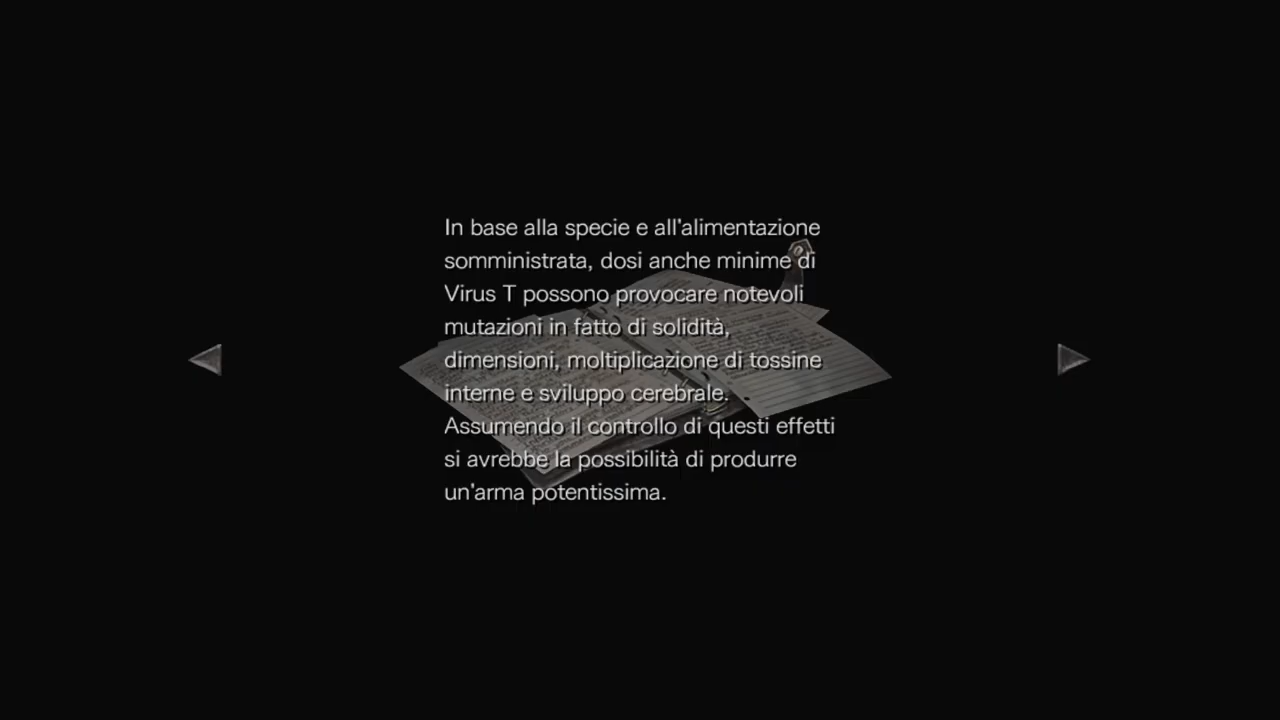 In base alla specie e all'alimentazione
somministrata, dosi anche minime di
Virus T possono provocare notevoli
mutazioni in fatto di solidità,
dimensioni, moltiplicazione di tossine
interne e sviluppo cerebrale.
Assumendo il controllo di questi effetti
si avrebbe la possibilità di produrre
un'arma potentissima.